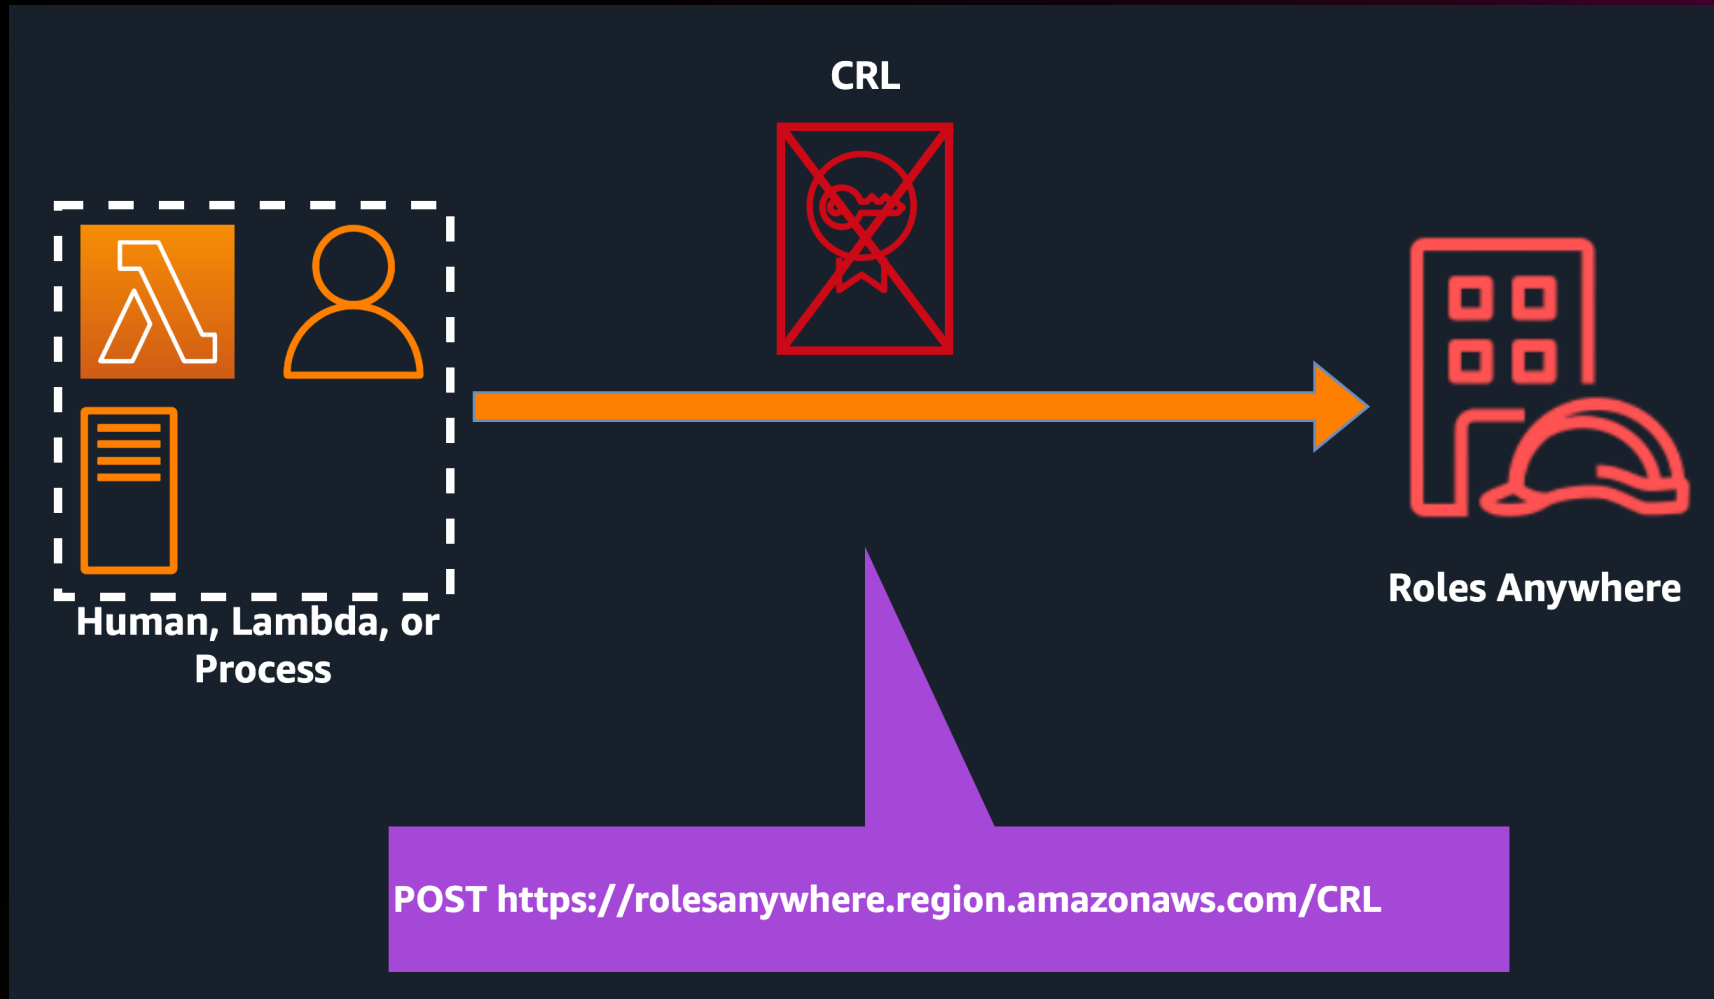 CRL
Human, Lambda, or
Process
Roles Anywhere
POST https://rolesanywhere.region.amazonaws.com/CRL